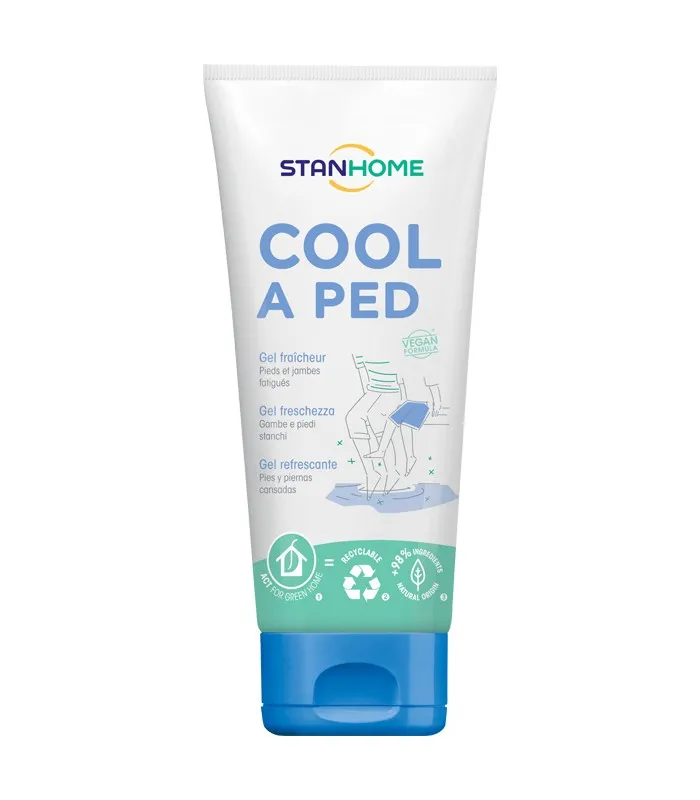 STANHOME
COOL
A PED
VEGAN
FORMULA
Gel fraîcheur
Pieds et jambes
fatigués
Gel freschezza
Gambe e piedi
stanchi
Gel refrescante
Pies y piernas
cansadas
ACT FOR GREEN HOME
1
=
RECYCLABLE
2
+98% INGREDIENTS
NATURAL ORIGIN
3